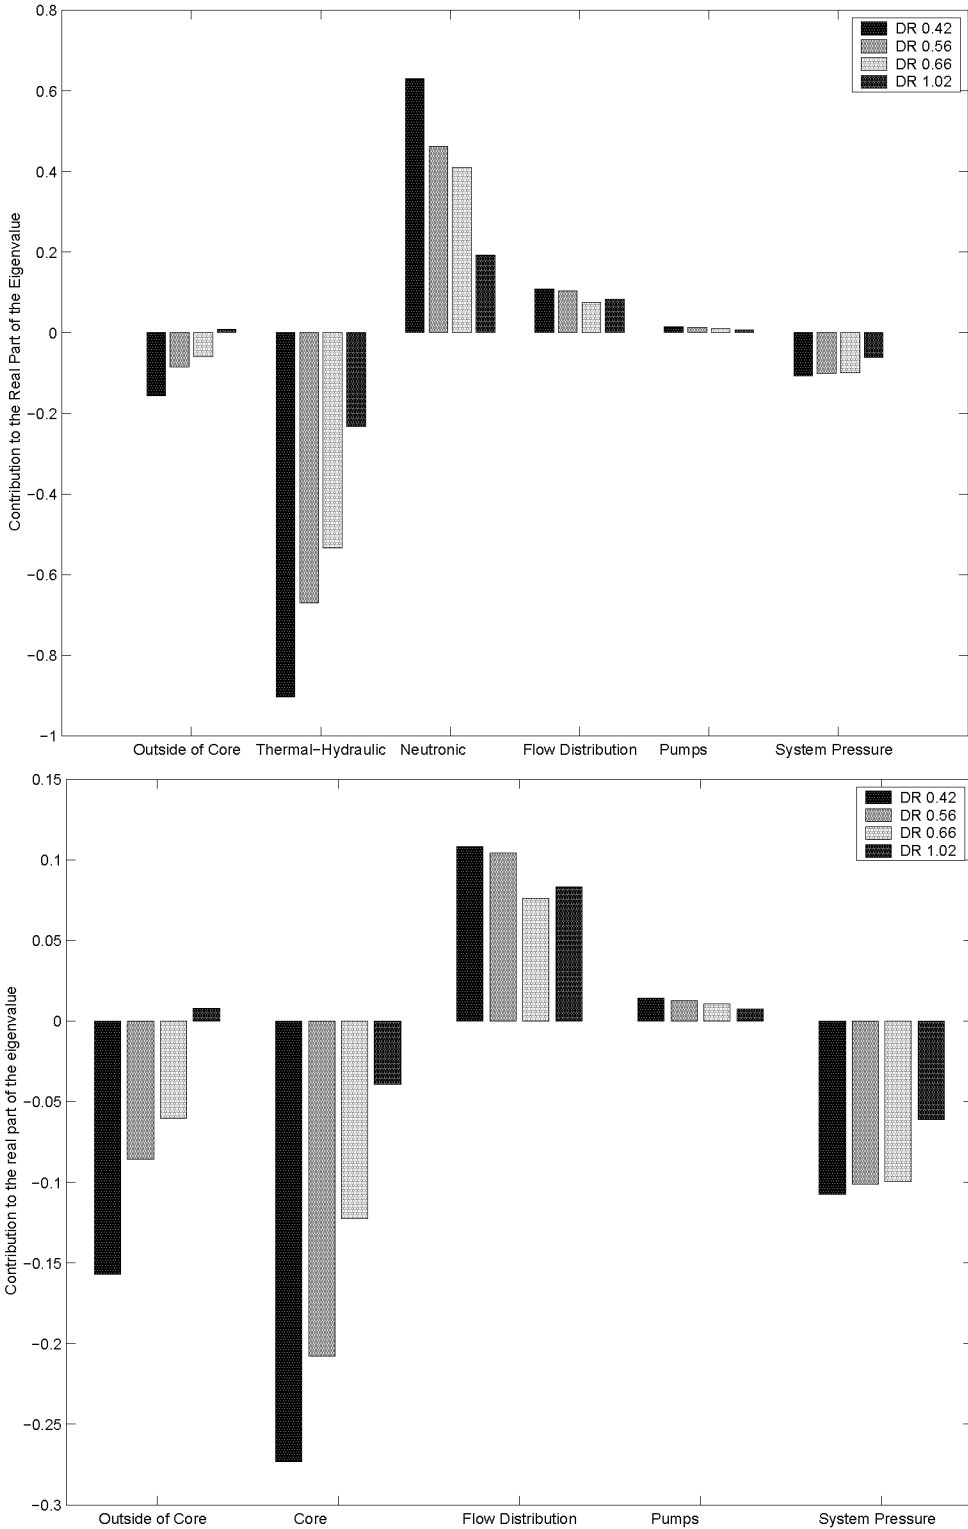 0.8
DR 0.42
DR 0.56
DR 0.66
DR 1.02
0.6
0.4
0.2
0
−0.2
−0.4
−0.6
−0.8
−1
Contribution to the Real Part of the Eigenvalue
Outside of Core Thermal−Hydraulic Neutronic Flow Distribution Pumps System Pressure
0.15
DR 0.42
DR 0.56
DR 0.66
DR 1.02
0.1
0.05
0
−0.05
−0.1
−0.15
−0.2
−0.25
−0.3
Contribution to the real part of the eigenvalue
Outside of Core Core Flow Distribution Pumps System Pressure